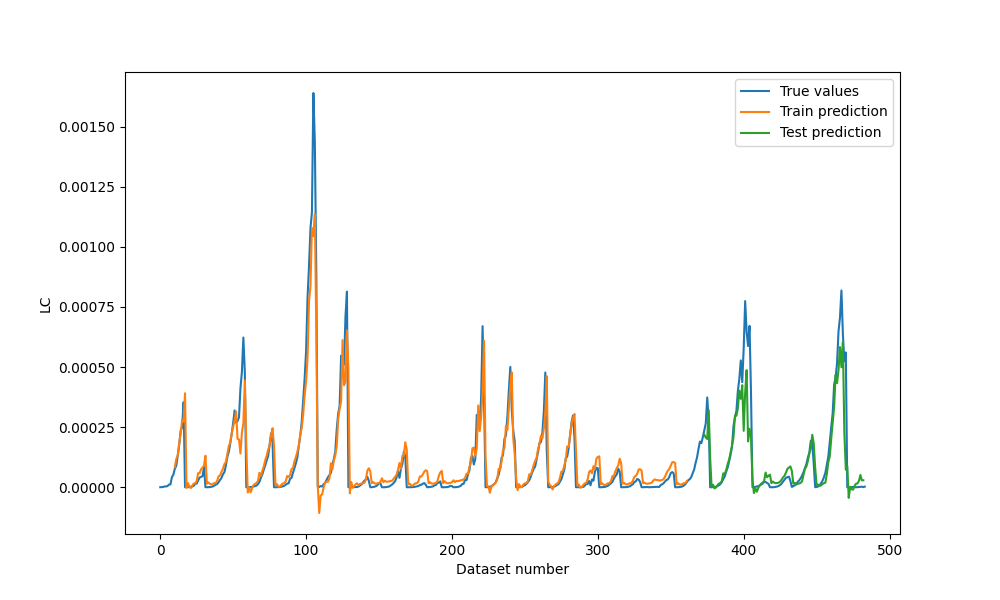 True values
Train prediction
Test prediction
0.00150
0.00125
0.00100
0.00075
0.00050
0.00025
0.00000
LC
0 100 200 300 400 500
Dataset number